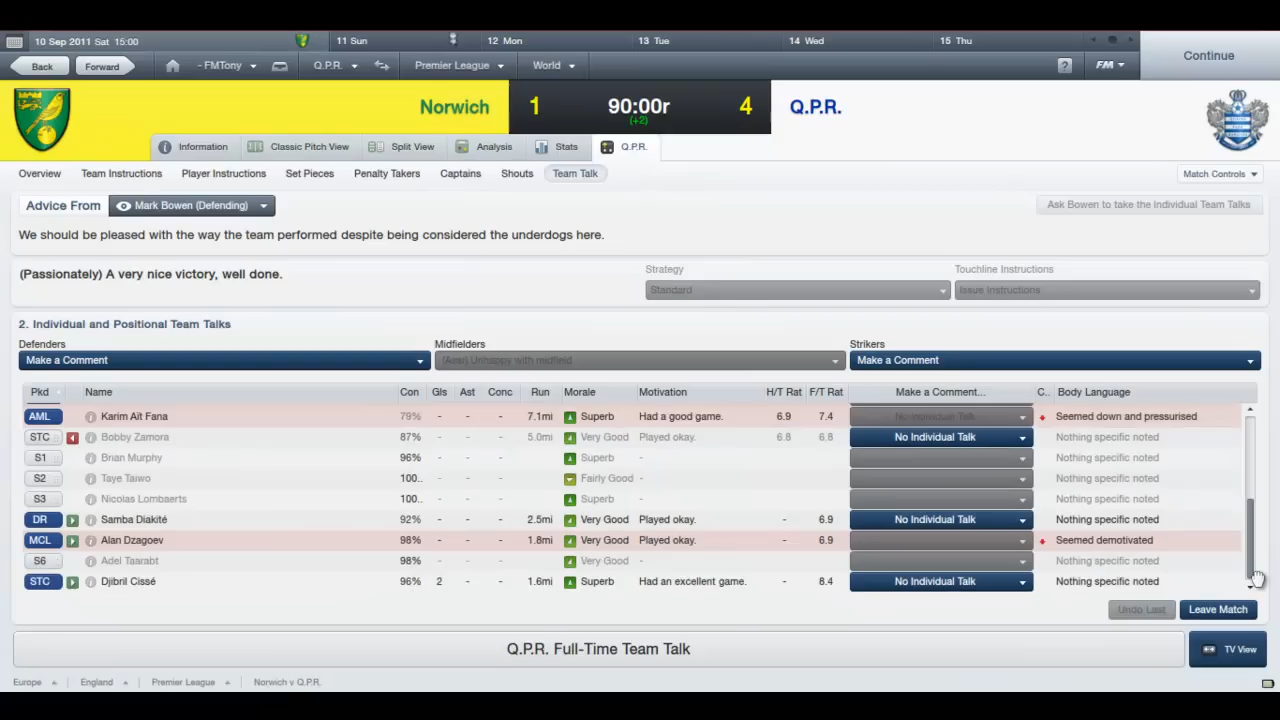 10 Sep 2011 Sat 15:00 11 Sun 12 Mon 13 Tue 14 Wed 15 Thu
Back Forward - FMTony Q.P.R. Premier League World ? FM Continue
Norwich 1 90:00r 4 Q.P.R.
(+2)
Information Classic Pitch View Split View Analysis Stats Q.P.R.
Overview Team Instructions Player Instructions Set Pieces Penalty Takers Captains Shouts Team Talk Match Controls
Advice From Mark Bowen (Defending) Ask Bowen to take the Individual Team Talks
We should be pleased with the way the team performed despite being considered the underdogs here.
(Passionately) A very nice victory, well done. Strategy Touchline Instructions
Standard Issue Instructions
2. Individual and Positional Team Talks
Defenders Midfielders Strikers
Make a Comment (Aesr) Unhappy with midfield Make a Comment
Pkd Name Con Gls Ast Conc Run Morale Motivation H/T Rat F/T Rat Make a Comment... C.. Body Language
AML Karim Aït Fana 79% - - - 7.1mi Superb Had a good game. 6.9 7.4 No Individual Talk Seemed down and pressurised
STC Bobby Zamora 87% - - - 5.0mi Very Good Played okay. 6.8 6.8 No Individual Talk Nothing specific noted
S1 Brian Murphy 96% Superb - Nothing specific noted
S2 Taye Taiwo 100.. Fairly Good - Nothing specific noted
S3 Nicolas Lombaerts 100.. Superb - Nothing specific noted
DR Samba Diakité 92% - - - 2.5mi Very Good Played okay. - 6.9 No Individual Talk Nothing specific noted
MCL Alan Dzagoev 98% - - - 1.8mi Very Good Played okay. - 6.9 Seemed demotivated
S6 Adel Taarabt 98% Very Good - Nothing specific noted
STC Djibril Cissé 96% 2 - - 1.6mi Superb Had an excellent game. - 8.4 No Individual Talk Nothing specific noted
Undo Last Leave Match
Q.P.R. Full-Time Team Talk TV View
Europe England Premier League Norwich v Q.P.R.